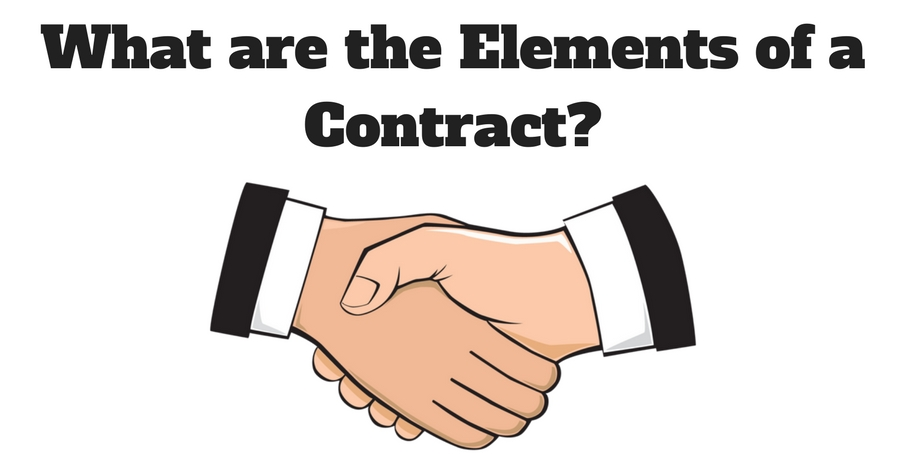 What are the Elements of a
Contract?